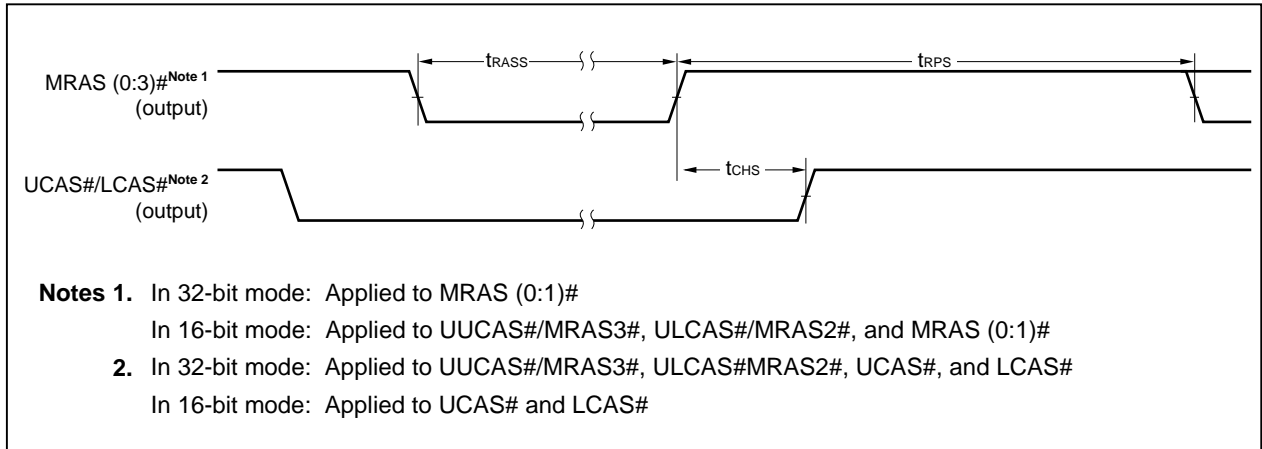 tRASS
tRPS
MRAS (0:3)#Note 1
(output)
tCHS
UCAS#/LCAS#Note 2
(output)
Notes 1. In 32-bit mode: Applied to MRAS (0:1)#
In 16-bit mode: Applied to UUCAS#/MRAS3#, ULCAS#/MRAS2#, and MRAS (0:1)#
2. In 32-bit mode: Applied to UUCAS#/MRAS3#, ULCAS#MRAS2#, UCAS#, and LCAS#
In 16-bit mode: Applied to UCAS# and LCAS#